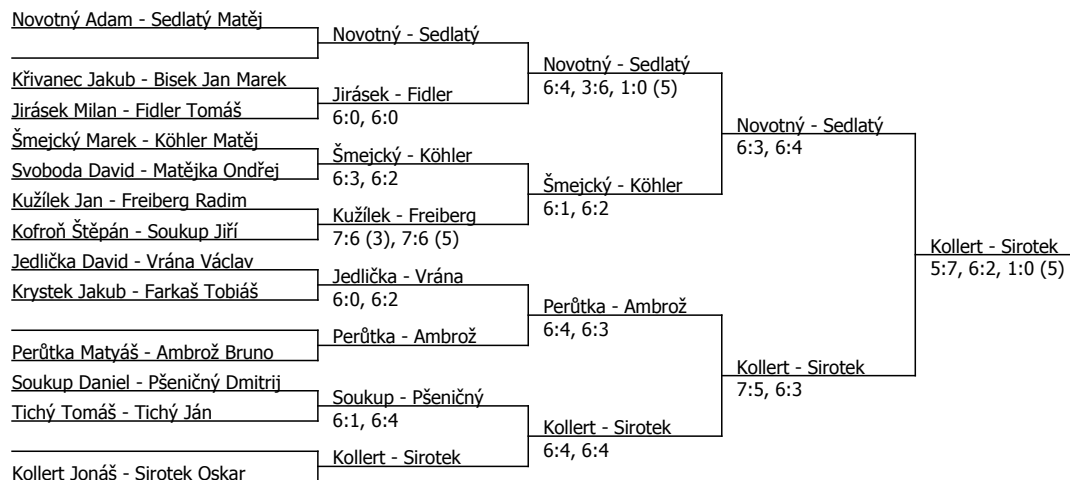 Novotný Adam - Sedlatý Matěj
Křivanec Jakub - Bisek Jan Marek
Jirásek Milan - Fidler Tomáš
Šmejcký Marek - Köhler Matěj
Svoboda David - Matějka Ondřej
Kužílek Jan - Freiberg Radim
Kofroň Štěpán - Soukup Jiří
Jedlička David - Vrána Václav
Krystek Jakub - Farkaš Tobiáš
Perůtka Matyáš - Ambrož Bruno
Soukup Daniel - Pšeničný Dmitrij
Tichý Tomáš - Tichý Ján
Kollert Jonáš - Sirotek Oskar
Novotný - Sedlatý
Jirásek - Fidler
6:0, 6:0
Šmejcký - Köhler
6:3, 6:2
Kužílek - Freiberg
7:6 (3), 7:6 (5)
Jedlička - Vrána
6:0, 6:2
Perůtka - Ambrož
Soukup - Pšeničný
6:1, 6:4
Kollert - Sirotek
Novotný - Sedlatý
6:4, 3:6, 1:0 (5)
Šmejcký - Köhler
6:1, 6:2
Perůtka - Ambrož
6:4, 6:3
Kollert - Sirotek
6:4, 6:4
Novotný - Sedlatý
6:3, 6:4
Kollert - Sirotek
7:5, 6:3
Kollert - Sirotek
5:7, 6:2, 1:0 (5)